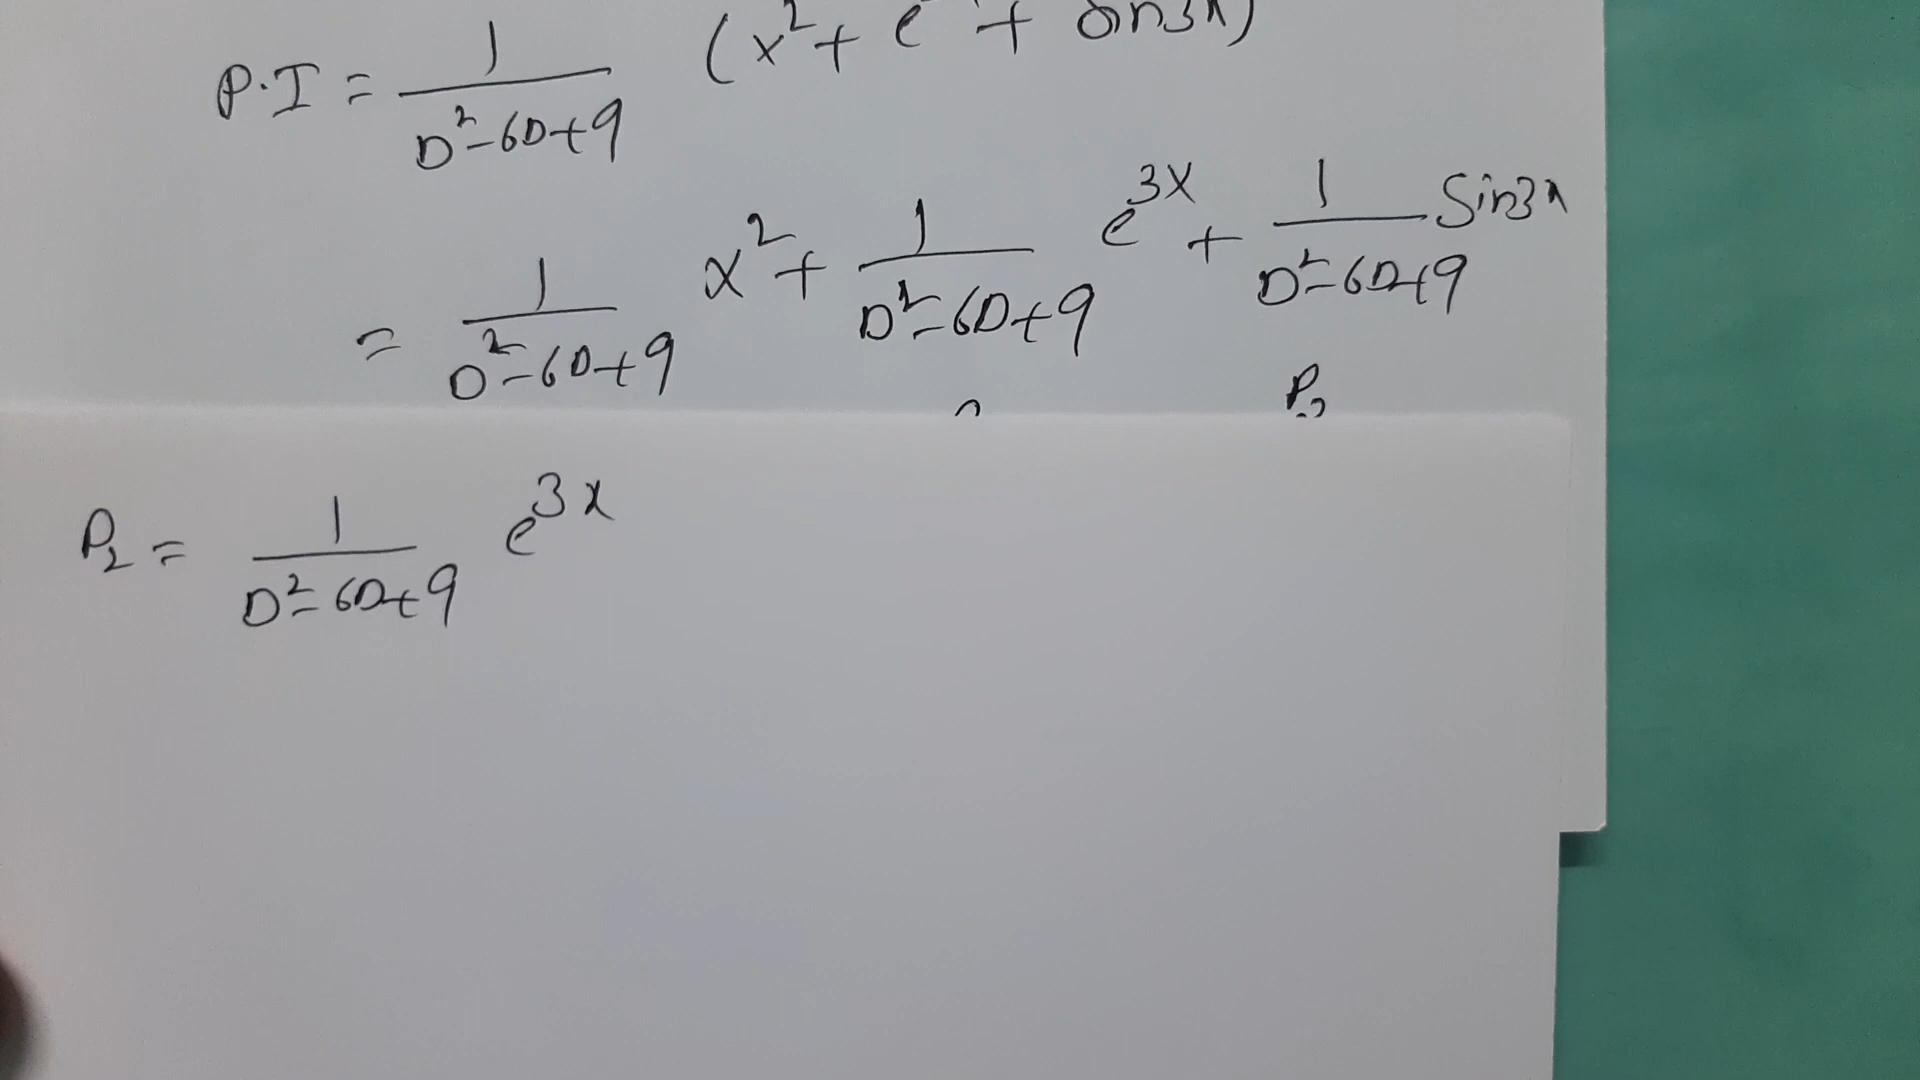 P.I = 1/(D²-6D+9) (x²+ e + sin3x)
= 1/(D²-6D+9) x² + 1/(D²-6D+9) e^3x + 1/(D²-6D+9) Sin3x
P₂ = 1/(D²-6D+9) e^3x